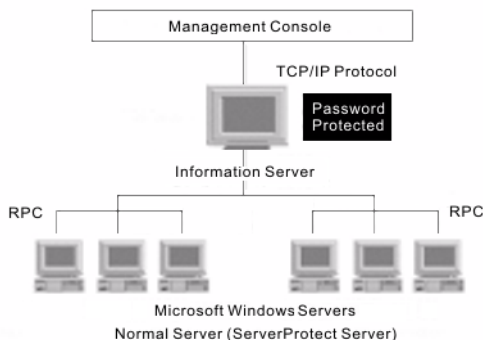 Management Console
TCP/IP Protocol
Password
Protected
Information Server
RPC
RPC
Microsoft Windows Servers
Normal Server (ServerProtect Server)